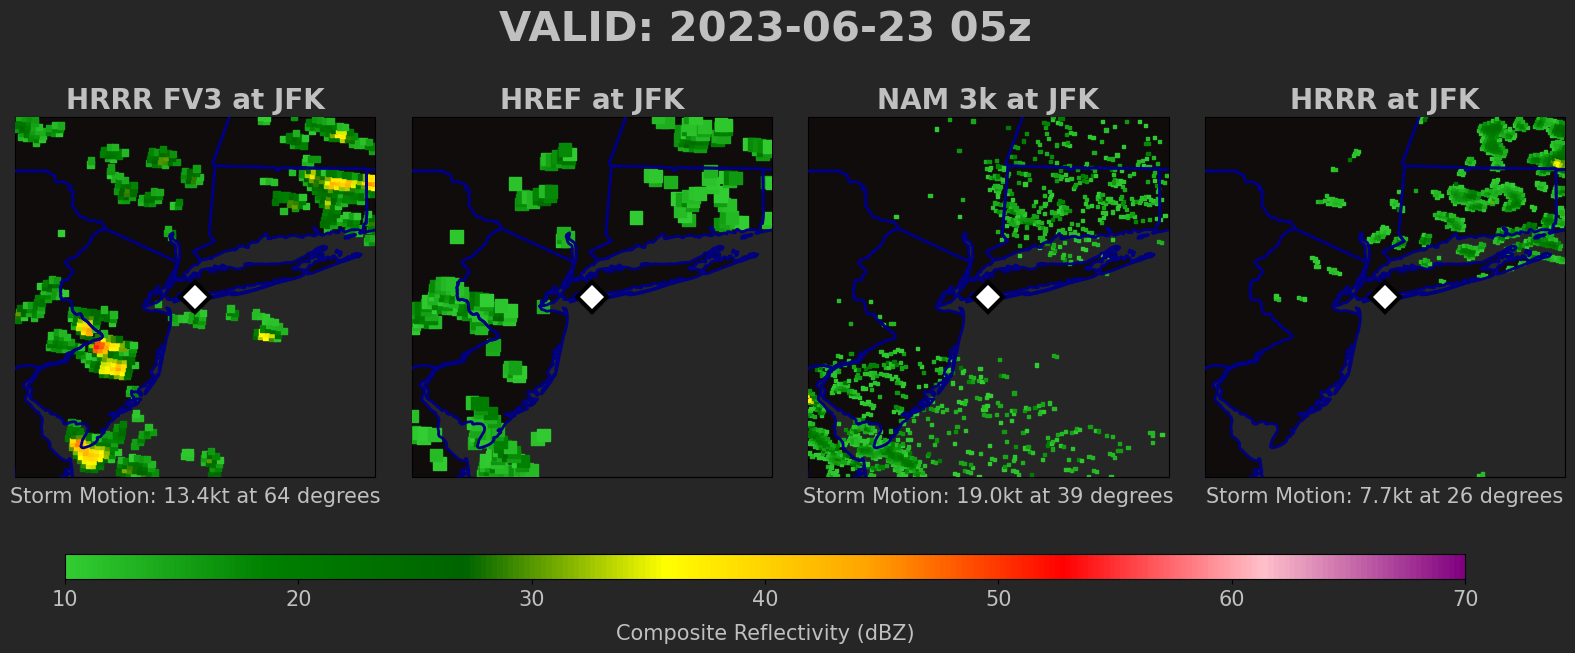 VALID: 2023-06-23 05z
HRRR FV3 at JFK
HREF at JFK
NAM 3k at JFK
HRRR at JFK
Storm Motion: 13.4kt at 64 degrees
Storm Motion: 19.0kt at 39 degrees
Storm Motion: 7.7kt at 26 degrees
10 20 30 40 50 60 70
Composite Reflectivity (dBZ)